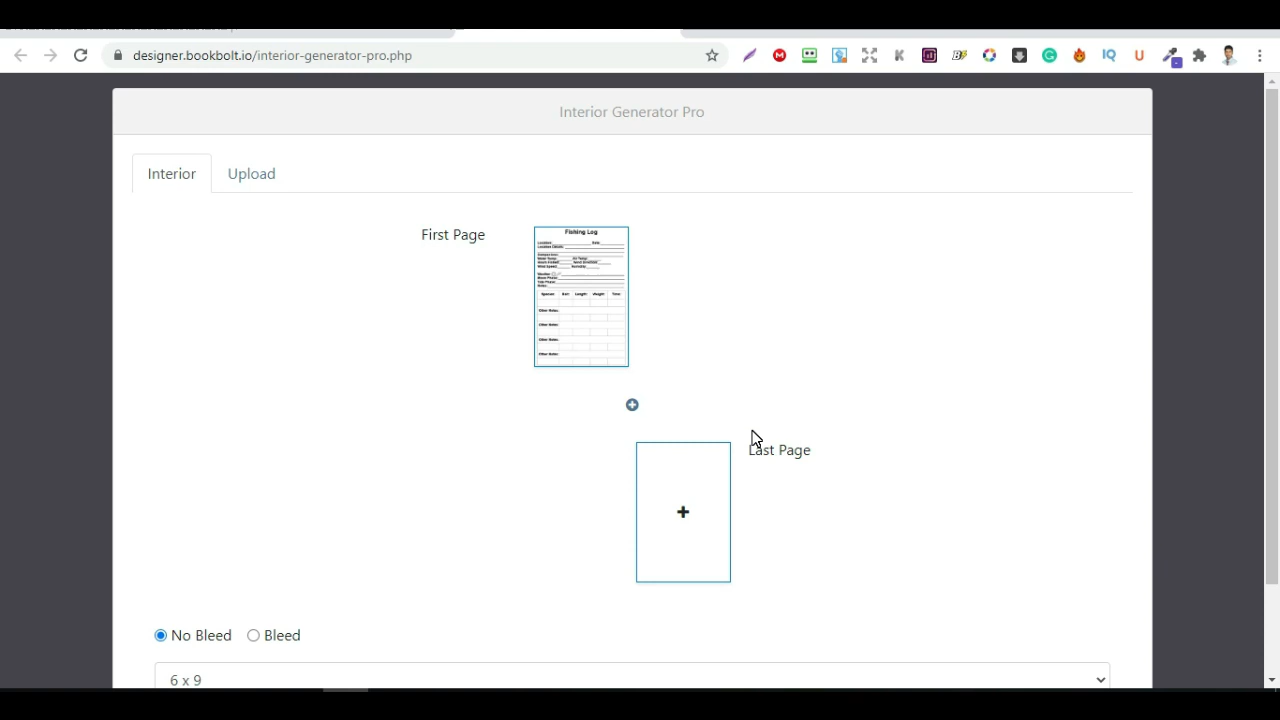 designer.bookbolt.io/interior-generator-pro.php
Interior Generator Pro
Interior
Upload
First Page
Fishing Log
Last Page
No Bleed
Bleed
6 x 9